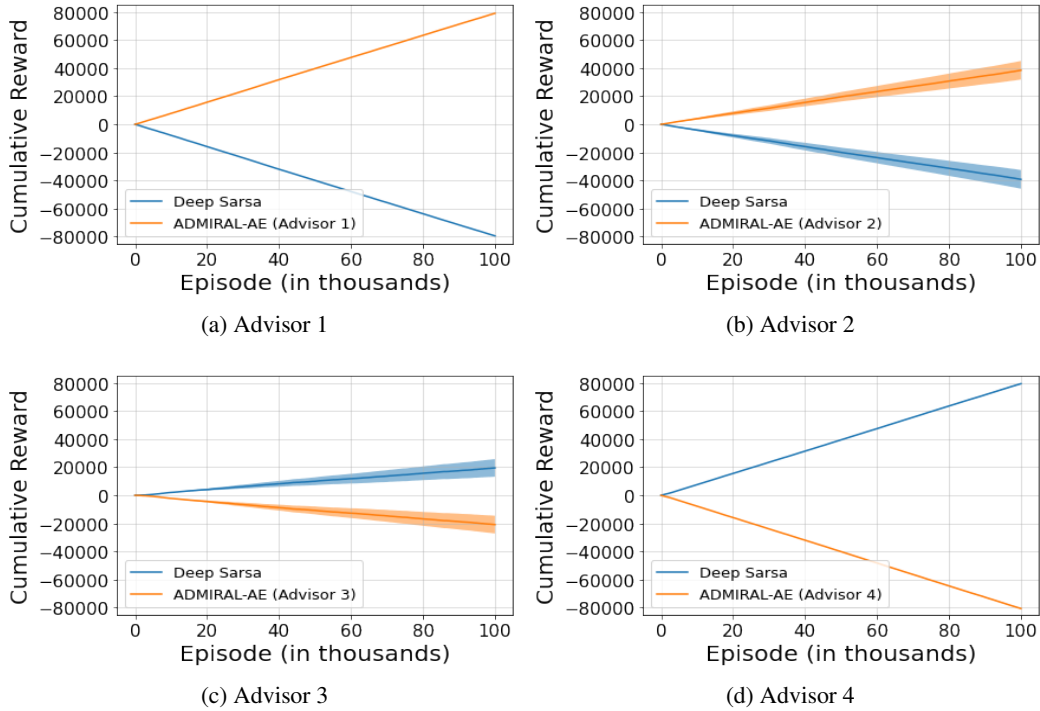 80000
60000
40000
20000
0
−20000
−40000
−60000
−80000
Cumulative Reward
Deep Sarsa
ADMIRAL-AE (Advisor 1)
0 20 40 60 80 100
Episode (in thousands)
(a) Advisor 1
80000
60000
40000
20000
0
−20000
−40000
−60000
−80000
Cumulative Reward
Deep Sarsa
ADMIRAL-AE (Advisor 2)
0 20 40 60 80 100
Episode (in thousands)
(b) Advisor 2
80000
60000
40000
20000
0
−20000
−40000
−60000
−80000
Cumulative Reward
Deep Sarsa
ADMIRAL-AE (Advisor 3)
0 20 40 60 80 100
Episode (in thousands)
(c) Advisor 3
80000
60000
40000
20000
0
−20000
−40000
−60000
−80000
Cumulative Reward
Deep Sarsa
ADMIRAL-AE (Advisor 4)
0 20 40 60 80 100
Episode (in thousands)
(d) Advisor 4